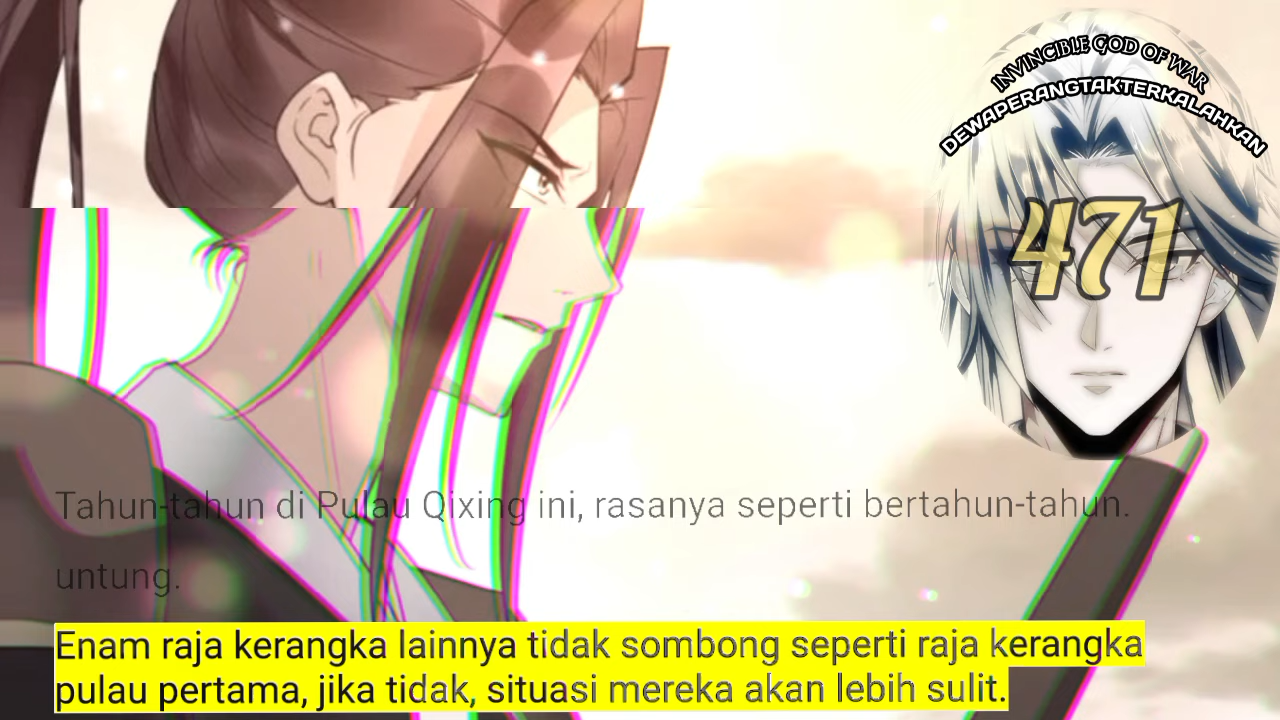 INVINCIBLE GOD OF WAR
DEWAPERANGTAKTERKALAHKAN
471
Tahun-tahun di Pulau Qixing ini, rasanya seperti bertahun-tahun.
untung.
Enam raja kerangka lainnya tidak sombong seperti raja kerangka
pulau pertama, jika tidak, situasi mereka akan lebih sulit.